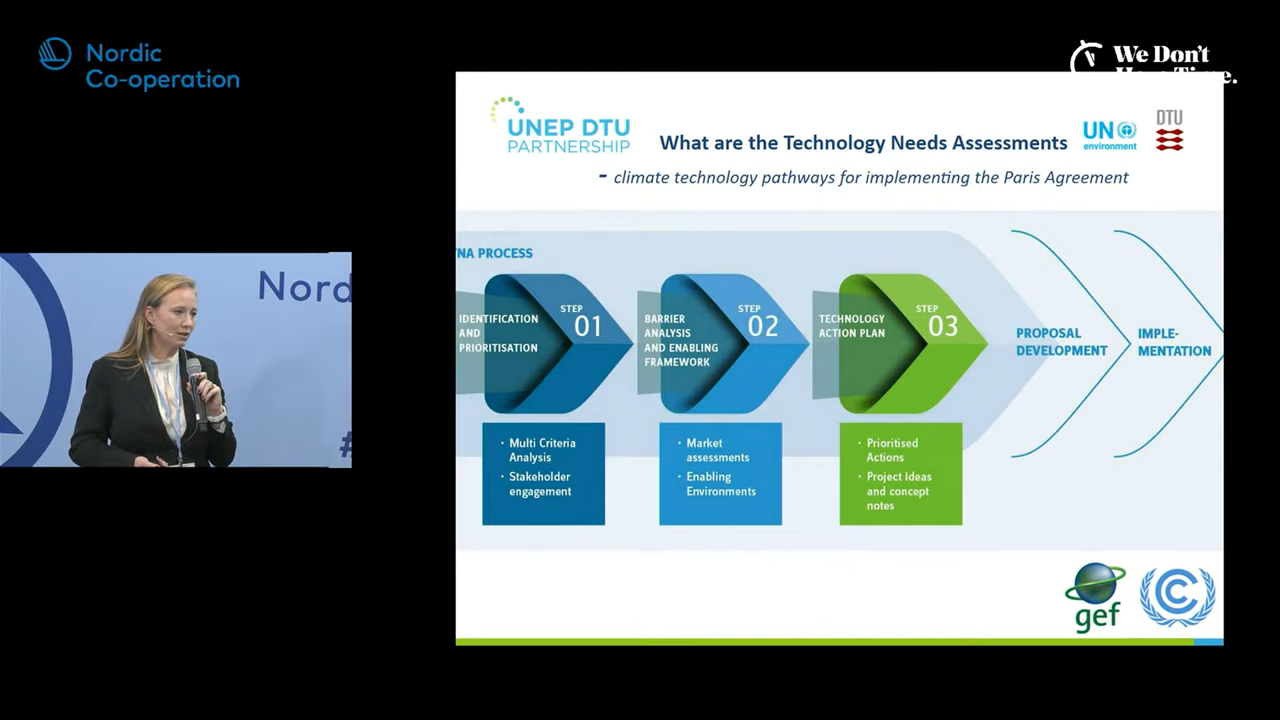 Nordic
Co-operation
We Don't
Time.
UNEP DTU
PARTNERSHIP
What are the Technology Needs Assessments
UN
environment
DTU
- climate technology pathways for implementing the Paris Agreement
NA PROCESS
IDENTIFICATION
AND
PRIORITISATION
STEP
01
BARRIER
ANALYSIS
AND ENABLING
FRAMEWORK
STEP
02
TECHNOLOGY
ACTION PLAN
STEP
03
PROPOSAL
DEVELOPMENT
IMPLE-
MENTATION
· Multi Criteria
Analysis
· Stakeholder
engagement
· Market
assessments
· Enabling
Environments
· Prioritised
Actions
· Project Ideas
and concept
notes
Nord
#
gef